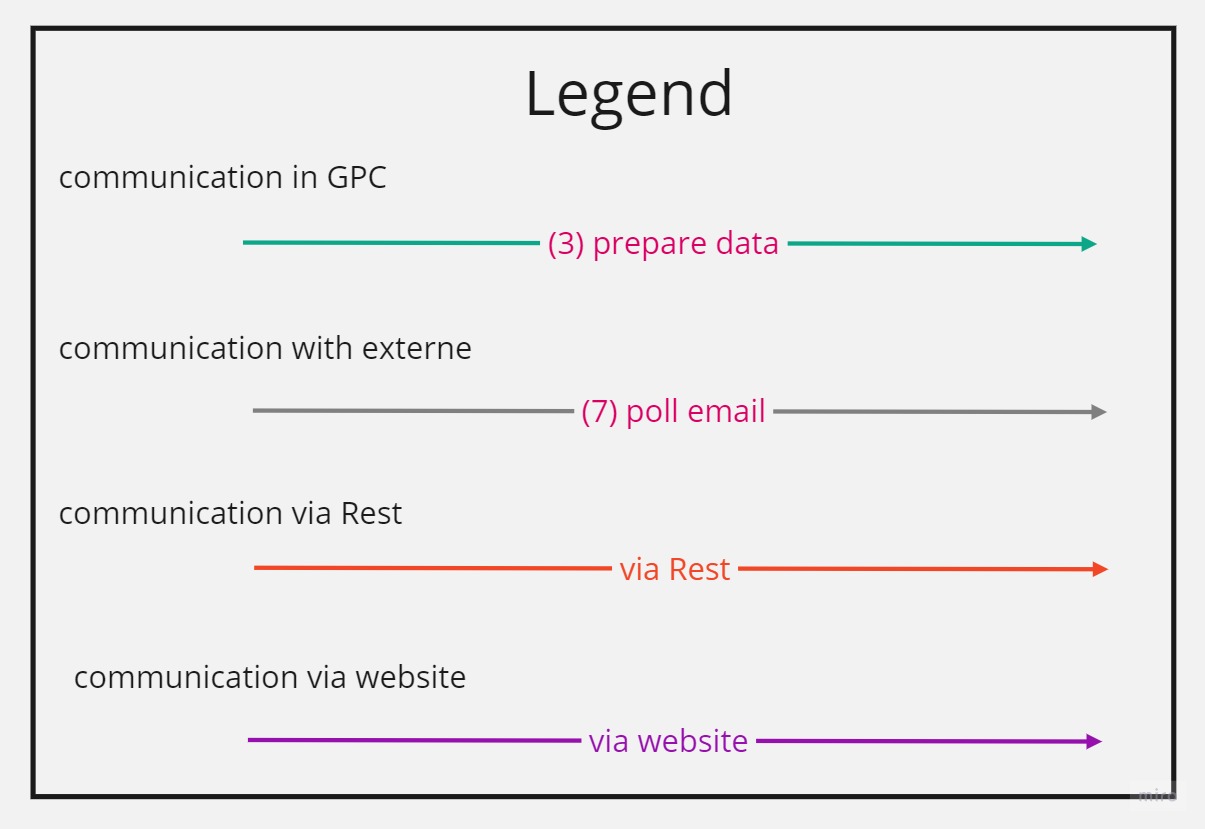 Legend
communication in GPC
(3) prepare data
communication with externe
(7) poll email
communication via Rest
via Rest
communication via website
via website
miro